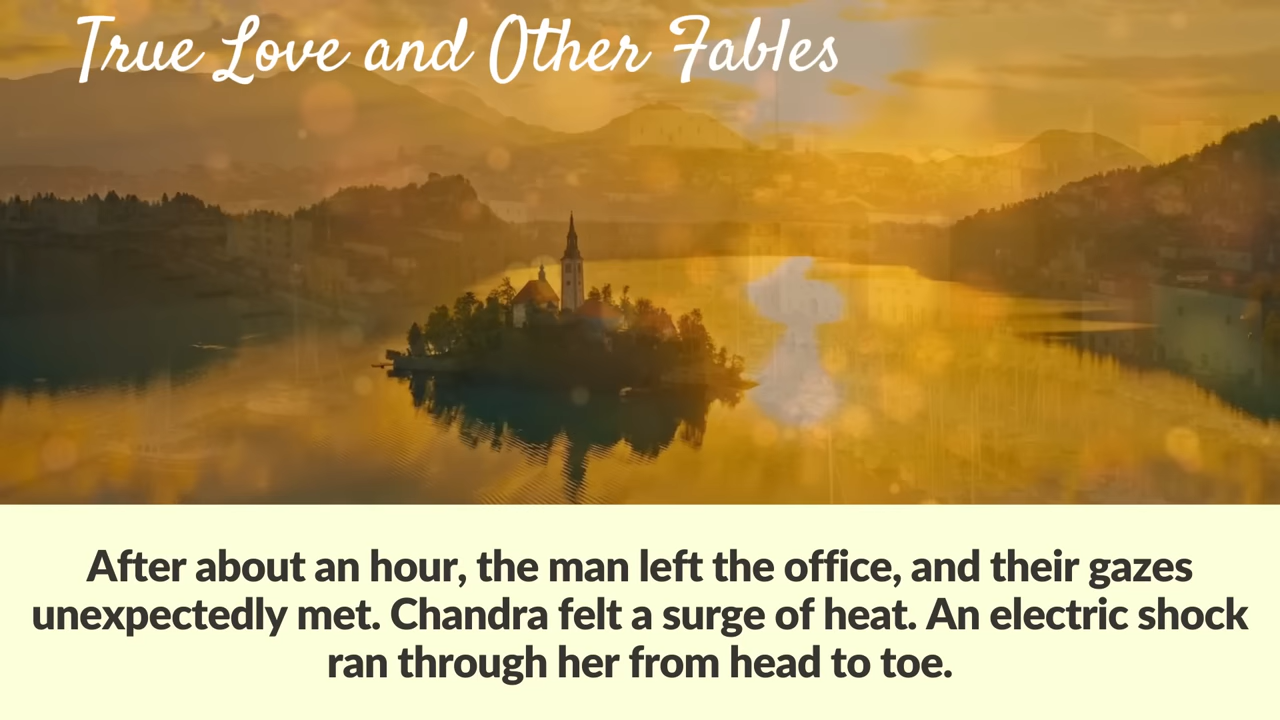 True Love and Other Fables
After about an hour, the man left the office, and their gazes
unexpectedly met. Chandra felt a surge of heat. An electric shock
ran through her from head to toe.